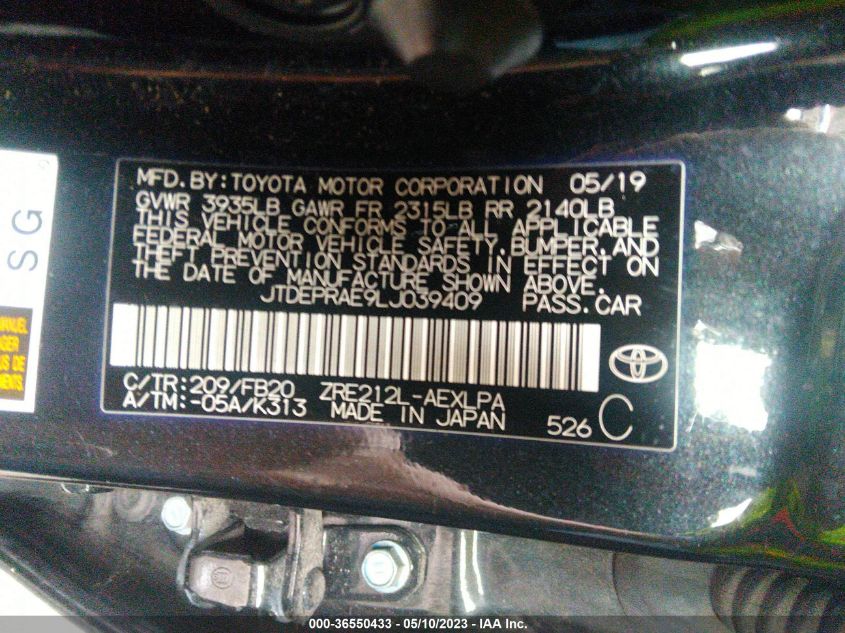 MFD. BY: TOYOTA MOTOR CORPORATION 05/19
GVWR 3935LB GAWR FR 2315LB RR 2140LB
THIS VEHICLE CONFORMS TO ALL APPLICABLE
FEDERAL MOTOR VEHICLE SAFETY, BUMPER, AND
THEFT PREVENTION STANDARDS IN EFFECT ON
THE DATE OF MANUFACTURE SHOWN ABOVE.
JTDEPRAE9LJ039409 PASS. CAR
C/TR: 209/FB20 ZRE212L-AEXLPA
A/TM: -05A/K313 MADE IN JAPAN 526 C
SG
000-36550433 - 05/10/2023 - IAA Inc.